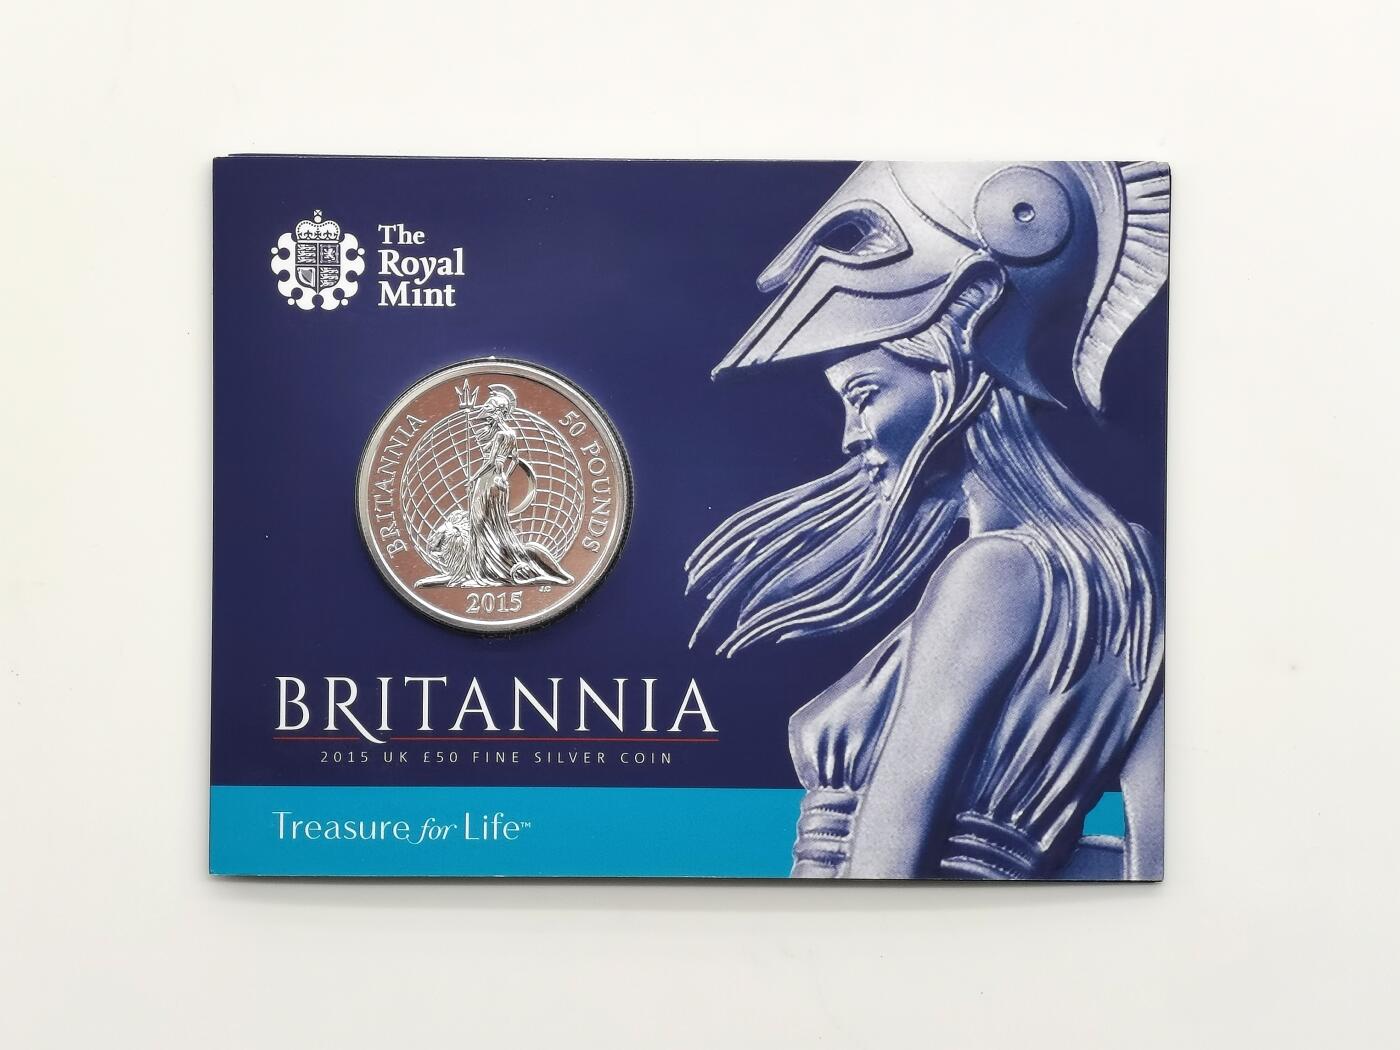 The
Royal
Mint
BRITANNIA
50 POUNDS
2015
BRITANNIA
2015 UK £50 FINE SILVER COIN
Treasure for Life™